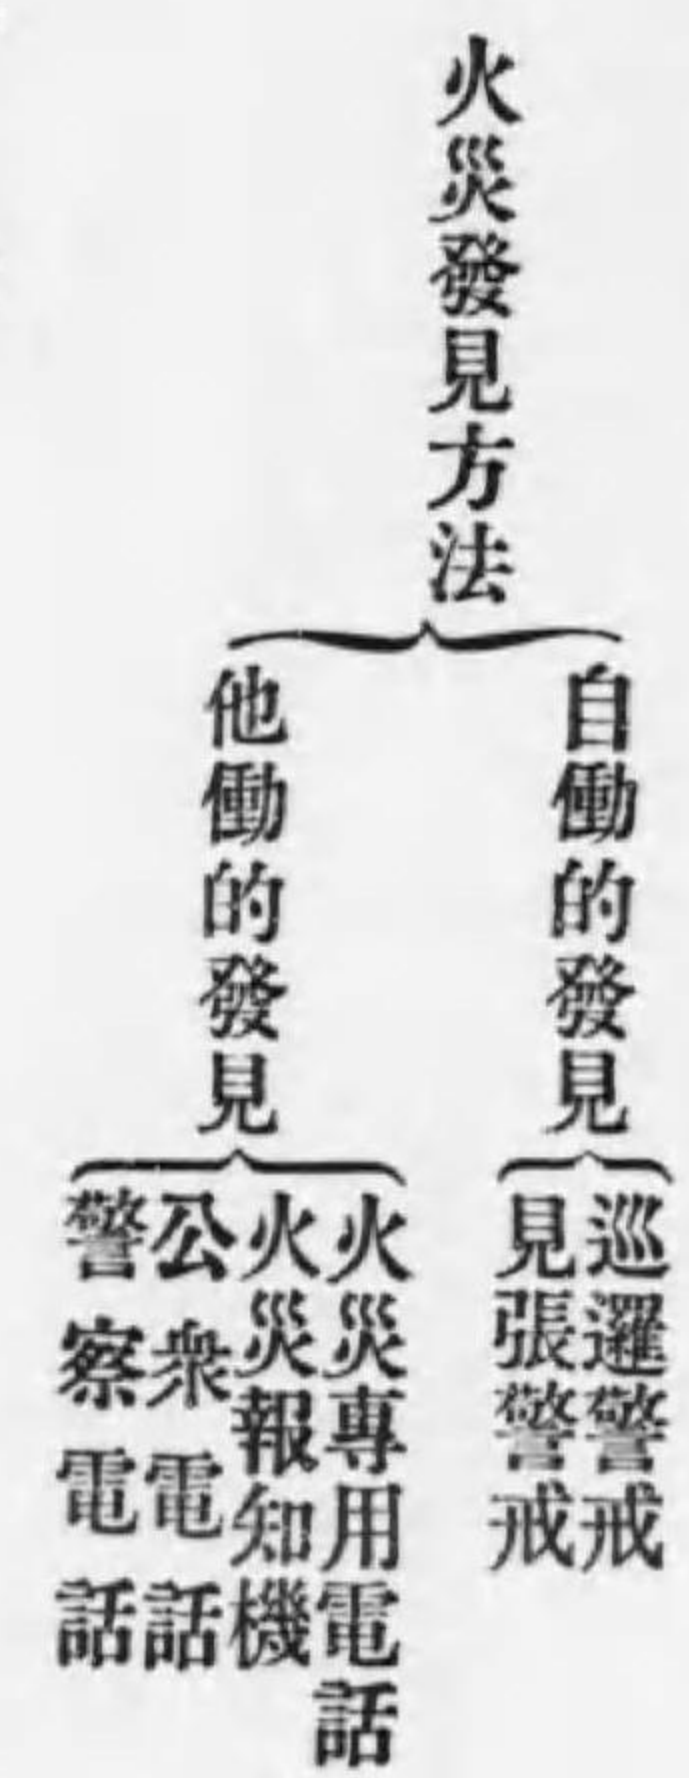 火災發見方法
自働的發見
巡邏警戒
見張警戒
他働的發見
火災專用電話
火災報知機
公衆電話
警察電話